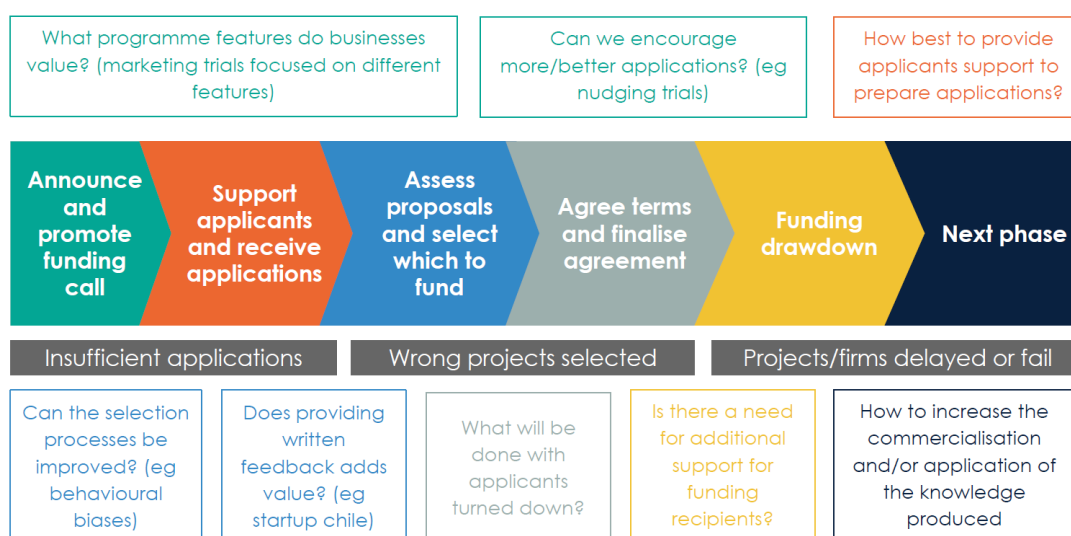 What programme features do businesses
value? (marketing trials focused on different
features)
Can we encourage
more/better applications? (eg
nudging trials)
How best to provide
applicants support to
prepare applications?
Announce
and
promote
funding
call
Support
applicants
and receive
applications
Assess
proposals
and select
which to
fund
Agree terms
and finalise
agreement
Funding
drawdown
Next phase
Insufficient applications
Wrong projects selected
Projects/firms delayed or fail
Can the selection
processes be
improved? (eg
behavioural
biases)
Does providing
written
feedback adds
value? (eg
startup chile)
What will be
done with
applicants
turned down?
Is there a need
for additional
support for
funding
recipients?
How to increase the
commercialisation
and/or application of
the knowledge
produced